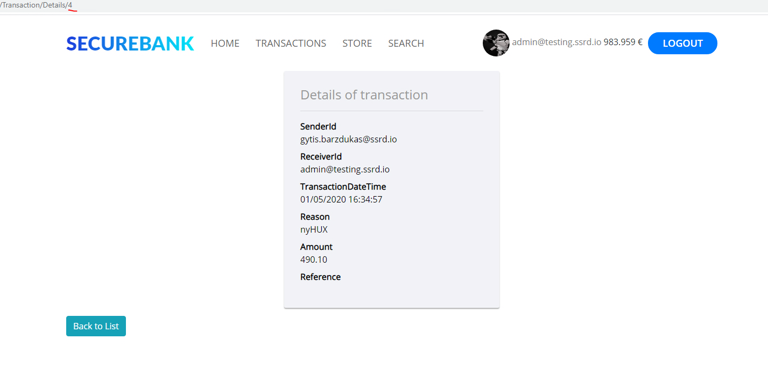 /Transaction/Details/4
SECUREBANK HOME TRANSACTIONS STORE SEARCH admin@testing.ssrd.io 983.959 € LOGOUT
Details of transaction
SenderId
gytis.barzdukas@ssrd.io
ReceiverId
admin@testing.ssrd.io
TransactionDateTime
01/05/2020 16:34:57
Reason
nyHUX
Amount
490.10
Reference
Back to List